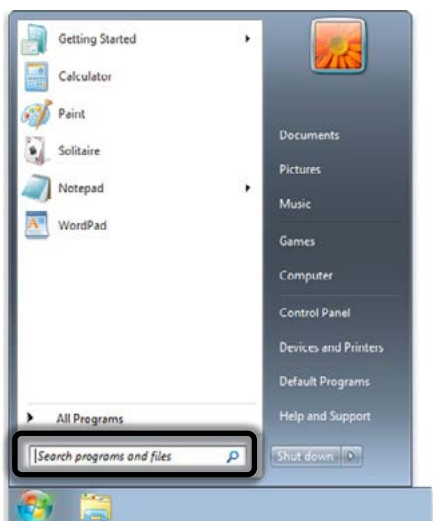 Getting Started
Calculator
Paint
Solitaire
Notepad
WordPad
All Programs
Search programs and files
Documents
Pictures
Music
Games
Computer
Control Panel
Devices and Printers
Default Programs
Help and Support
Shut down